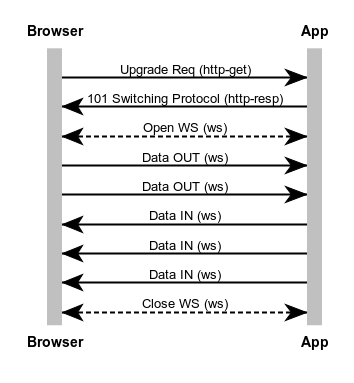 Browser App
Upgrade Req (http-get)
101 Switching Protocol (http-resp)
Open WS (ws)
Data OUT (ws)
Data OUT (ws)
Data IN (ws)
Data IN (ws)
Data IN (ws)
Close WS (ws)
Browser App